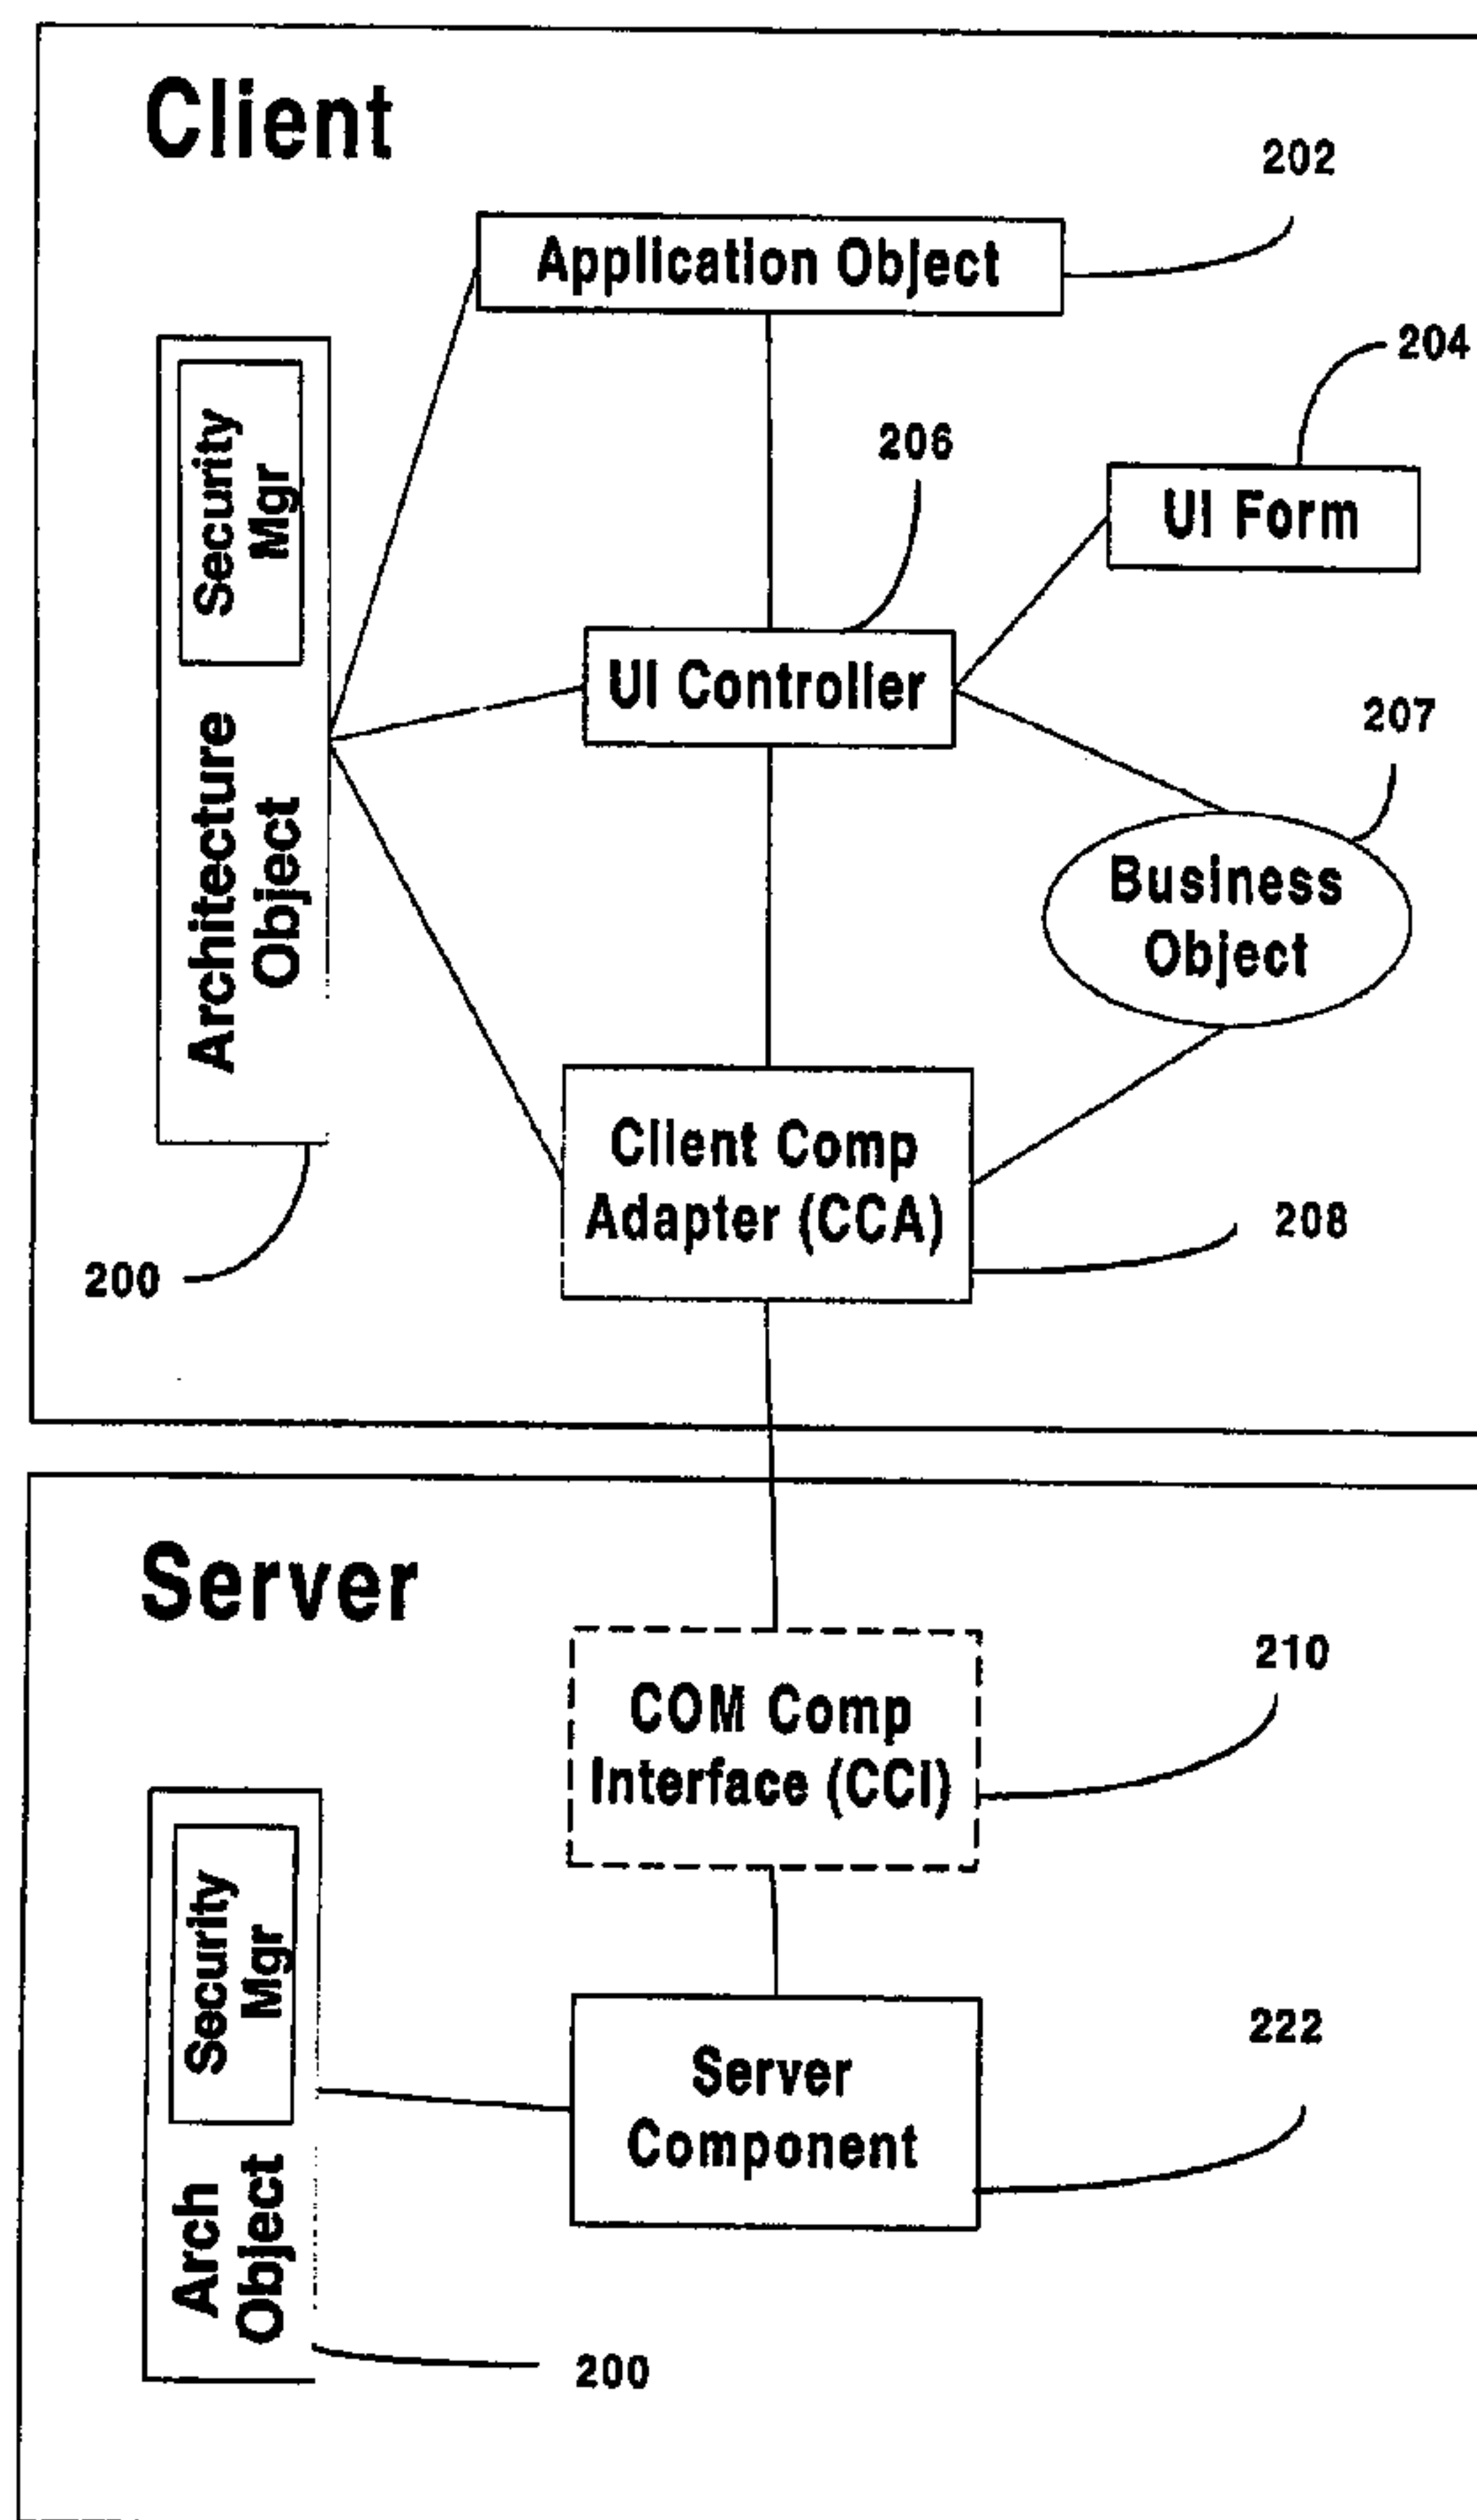 Client
202
Application Object
204
206
UI Form
Security
Mgr
UI Controller
207
Business
Object
Architecture
Object
Client Comp
Adapter (CCA)
208
200
Server
210
COM Comp
Interface (CCI)
Security
Mgr
222
Server
Component
Arch
Object
200